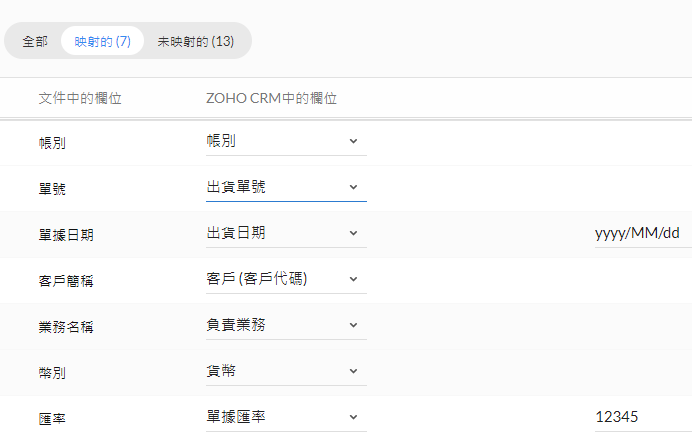 全部 映射的 (7) 未映射的 (13)
文件中的欄位 ZOHO CRM中的欄位
帳別 帳別
單號 出貨單號
單據日期 出貨日期 yyyy/MM/dd
客戶簡稱 客戶 (客戶代碼)
業務名稱 負責業務
幣別 貨幣
匯率 單據匯率 12345